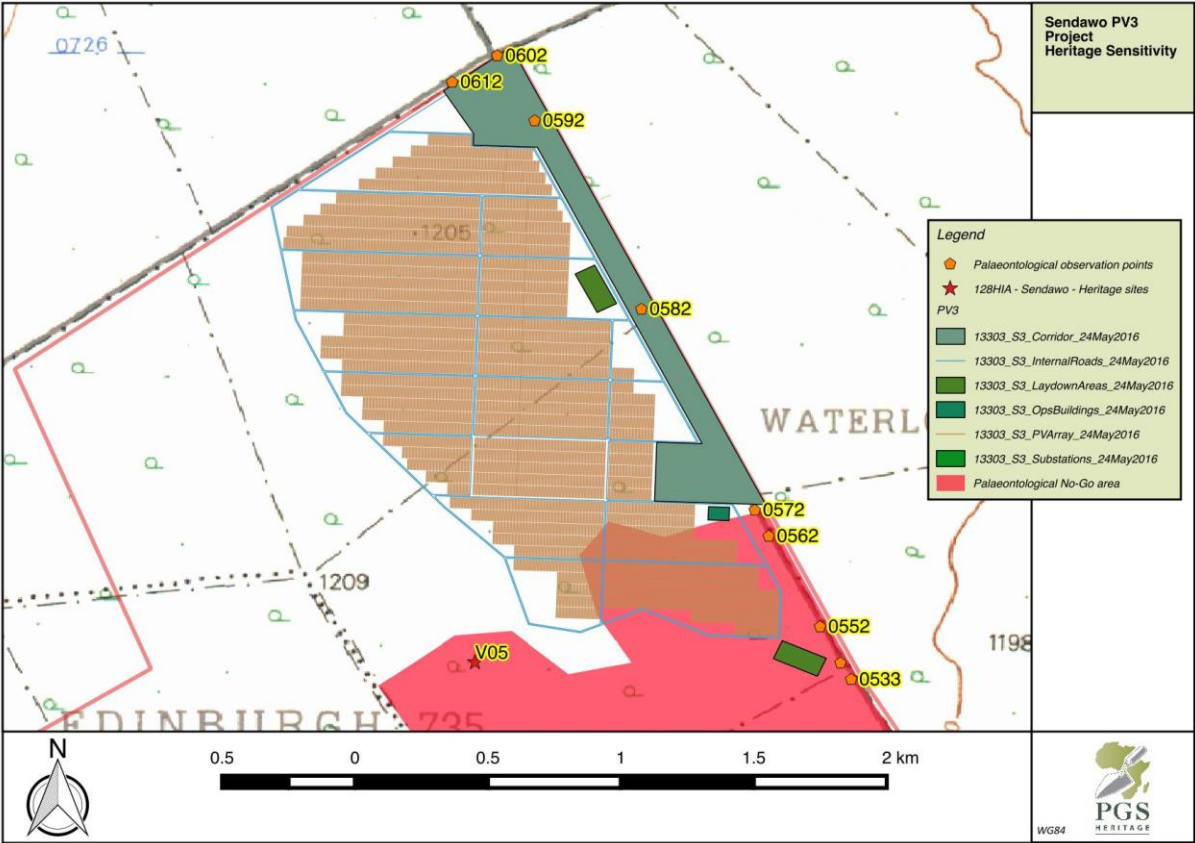 Sendawo PV3
Project
Heritage Sensitivity
0726
0602
0612
0592
1205
0582
WATERL
Legend
Palaeontological observation points
128HIA - Sendawo - Heritage sites
PV3
13303_S3_Corridor_24May2016
13303_S3_InternalRoads_24May2016
13303_S3_LaydownAreas_24May2016
13303_S3_OpsBuildings_24May2016
13303_S3_PVArray_24May2016
13303_S3_Substations_24May2016
Palaeontological No-Go area
0572
0562
1209
0552
1198
V05
0533
EDINBURGH 735
N
0.5 0 0.5 1 1.5 2 km
WG84
PGS
HERITAGE